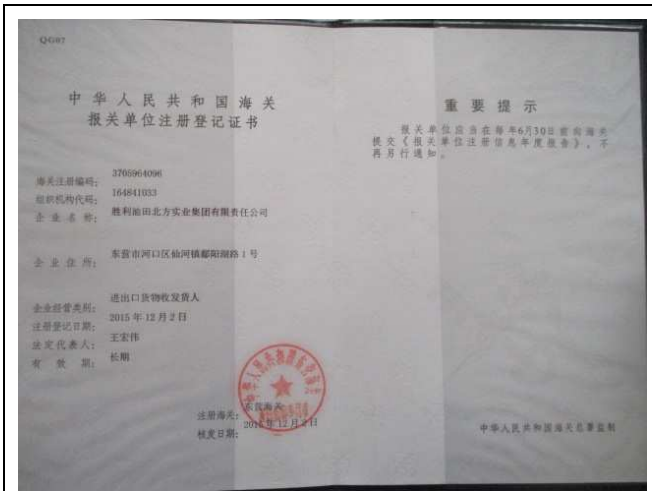 QG07
中华人民共和国海关
报关单位注册登记证书
海关注册编码： 3705964096
组织机构代码： 164841033
企业名称： 胜利油田北方实业集团有限责任公司
企业住所： 东营市河口区仙河镇鄱阳湖路1号
企业经营类别： 进出口货物收发货人
注册登记日期： 2015年12月2日
法定代表人： 王宏伟
有效期： 长期
注册海关： 东营海关
核发日期： 2015年12月2日
重要提示
报关单位应当在每年6月30日前向海关
提交《报关单位注册信息年度报告》，不
再另行通知。
中华人民共和国海关总署监制